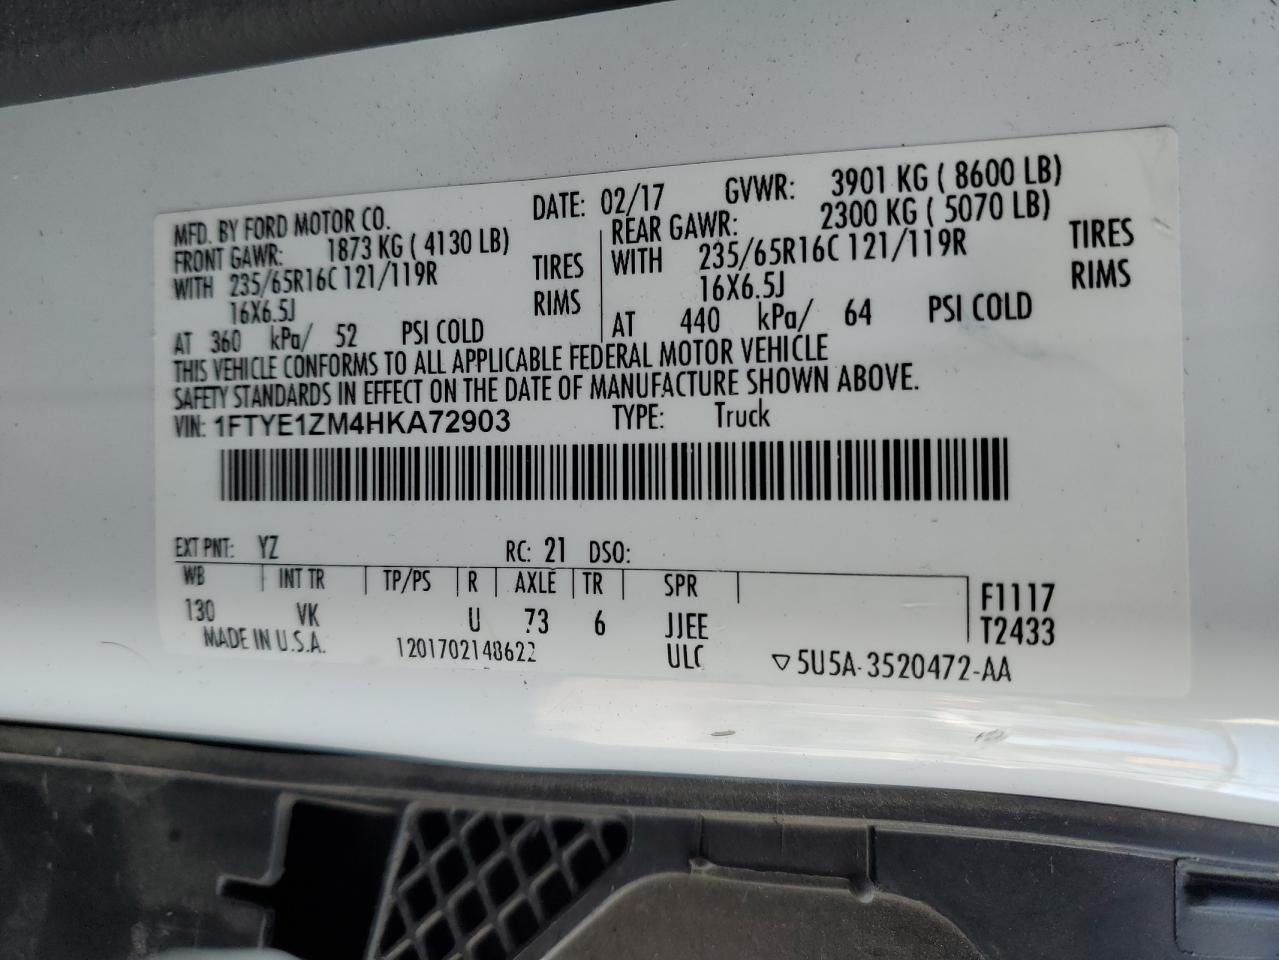 MFD. BY FORD MOTOR CO. DATE: 02/17 GVWR: 3901 KG ( 8600 LB)
FRONT GAWR: 1873 KG ( 4130 LB) REAR GAWR: 2300 KG ( 5070 LB)
WITH 235/65R16C 121/119R TIRES WITH 235/65R16C 121/119R TIRES
16X6.5J RIMS 16X6.5J RIMS
AT 360 kPa/ 52 PSI COLD AT 440 kPa/ 64 PSI COLD
THIS VEHICLE CONFORMS TO ALL APPLICABLE FEDERAL MOTOR VEHICLE
SAFETY STANDARDS IN EFFECT ON THE DATE OF MANUFACTURE SHOWN ABOVE.
VIN: 1FTYE1ZM4HKA72903 TYPE: Truck
EXT PNT: YZ RC: 21 DSO:
WB INT TR TP/PS R AXLE TR SPR F1117
130 VK U 73 6 JJEE T2433
MADE IN U.S.A. 1201702148622 ULC ▽5U5A-3520472-AA